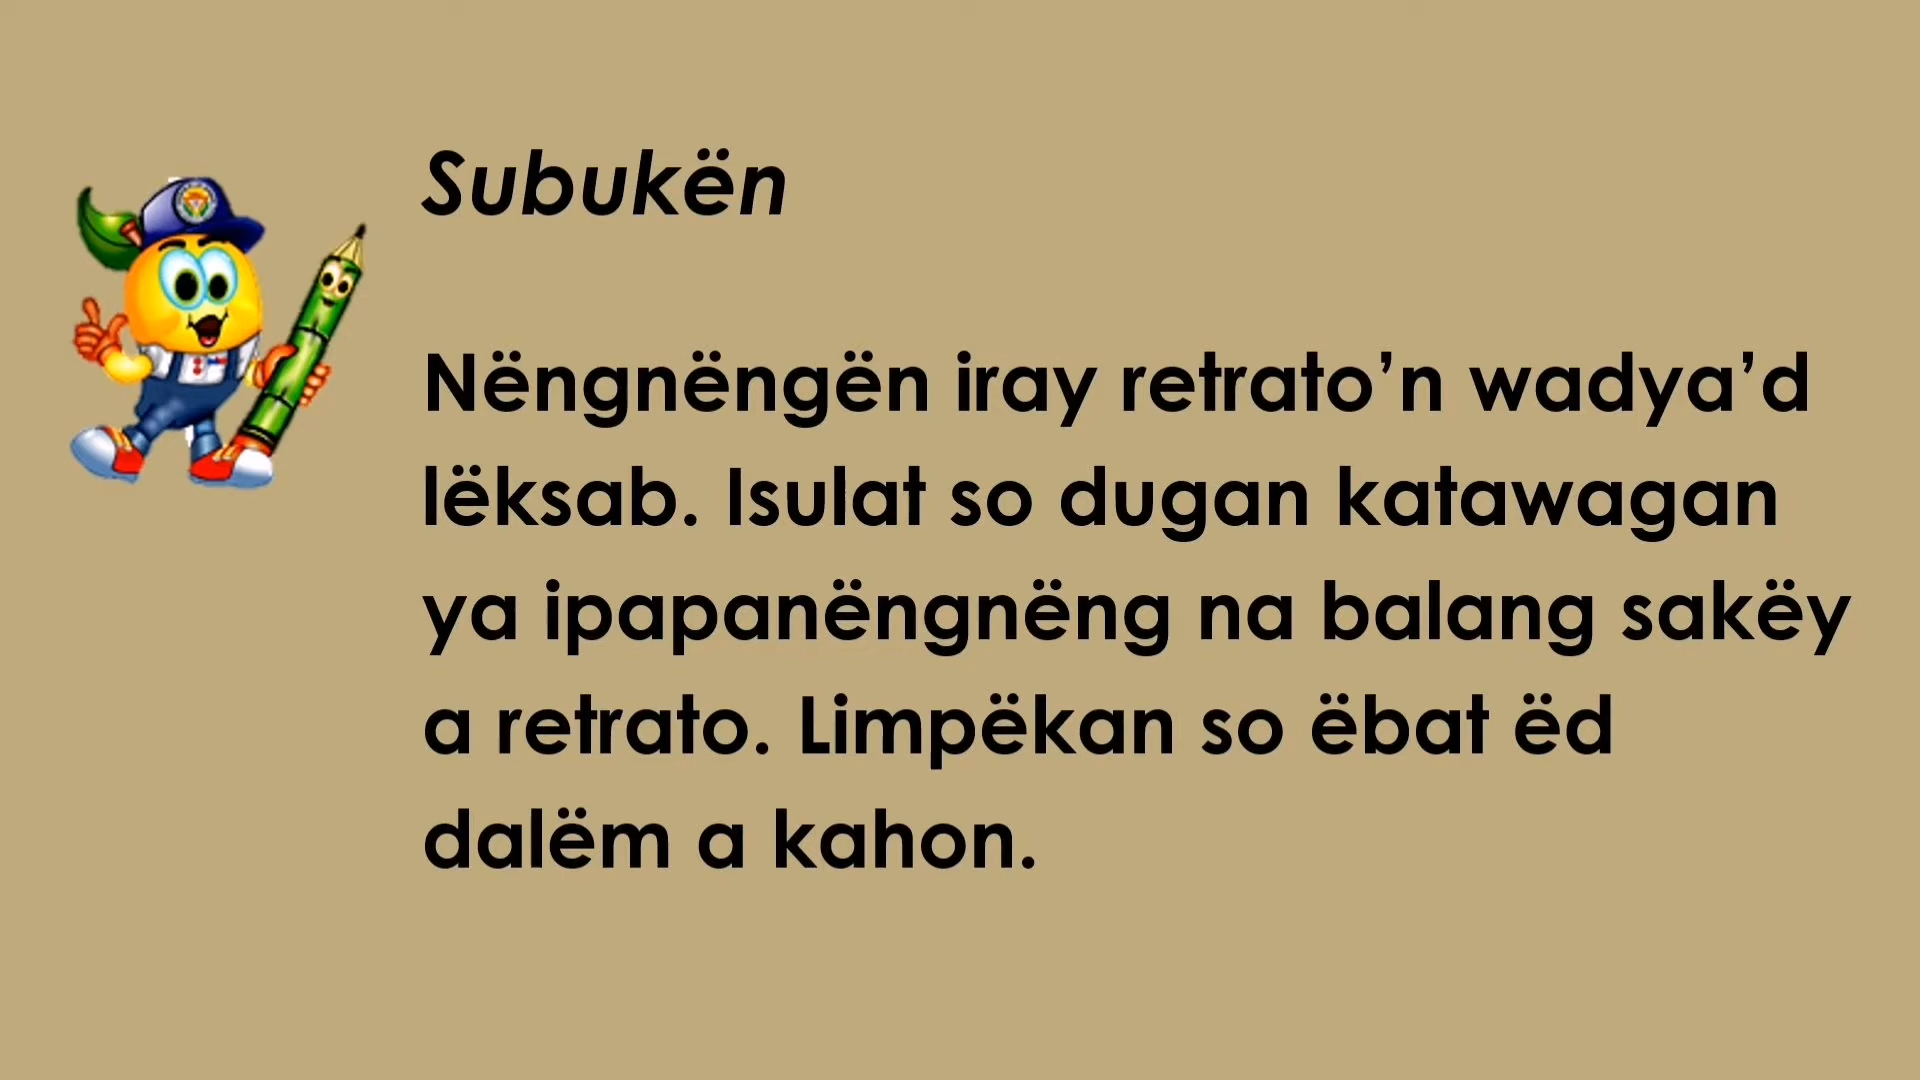 Subukën
Nëngnëngën iray retrato’n wadya’d
lëksab. Isulat so dugan katawagan
ya ipapanëngnëng na balang sakëy
a retrato. Limpëkan so ëbat ëd
dalëm a kahon.